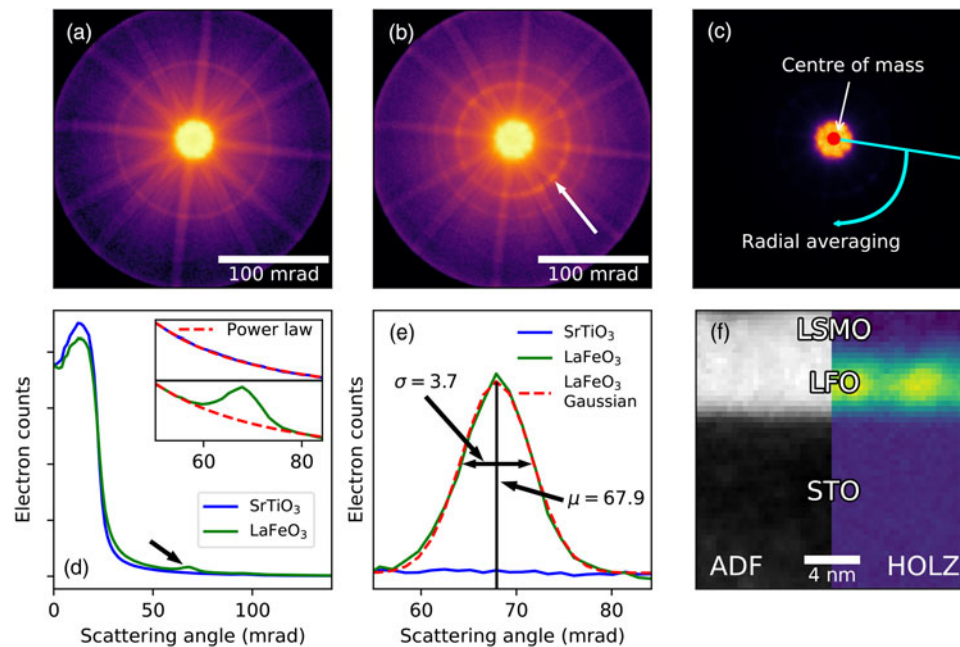 (a)
100 mrad
(b)
100 mrad
(c)
Centre of mass
Radial averaging
Electron counts
Power law
60 80
SrTiO₃
LaFeO₃
(d)
0 50 100
Scattering angle (mrad)
Electron counts
(e)
SrTiO₃
LaFeO₃
LaFeO₃
Gaussian
σ = 3.7
μ = 67.9
60 70 80
Scattering angle (mrad)
(f)
LSMO
LFO
STO
ADF
4 nm
HOLZ